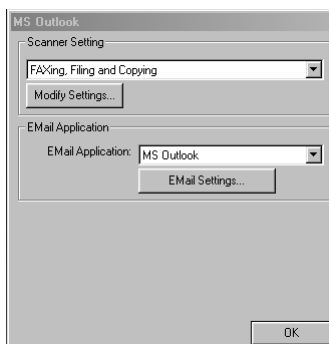 MS Outlook
Scanner Setting
FAXing, Filing and Copying
Modify Settings...
EMail Application
EMail Application: MS Outlook
EMail Settings...
OK